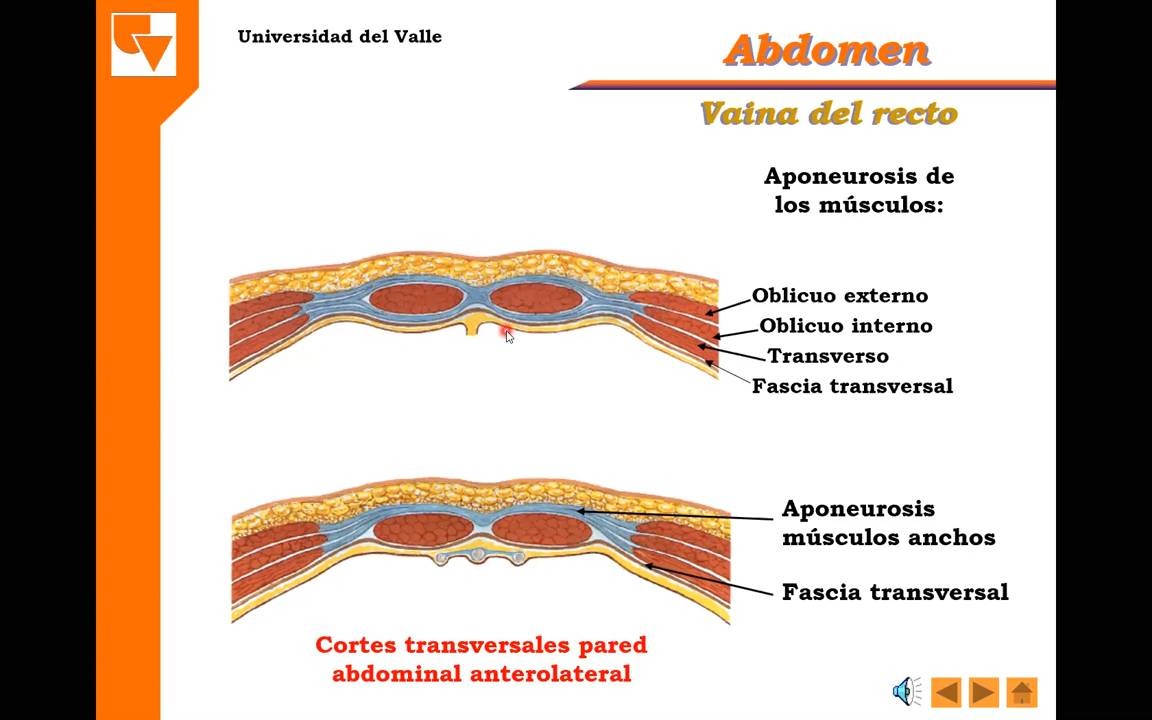 Universidad del Valle
Abdomen
Vaina del recto
Aponeurosis de
los músculos:
Oblicuo externo
Oblicuo interno
Transverso
Fascia transversal
Aponeurosis
músculos anchos
Fascia transversal
Cortes transversales pared
abdominal anterolateral